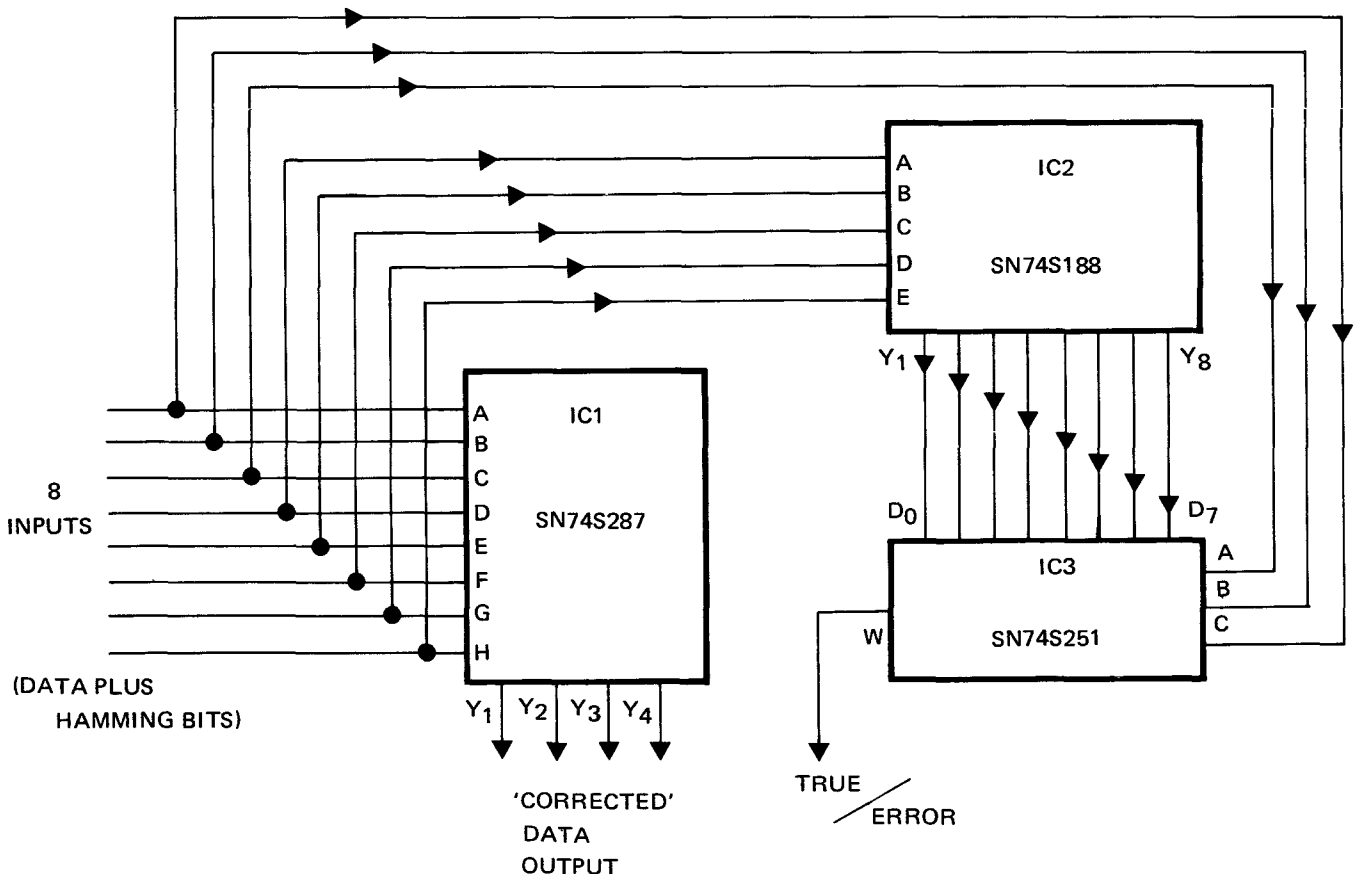 IC2
A
B
C
SN74S188
D
E
Y1
Y8
A
IC1
B
C
8
INPUTS
D
SN74S287
E
F
G
H
D0
D7
A
IC3
B
W
SN74S251
C
(DATA PLUS
HAMMING BITS)
Y1 Y2 Y3 Y4
TRUE
/
ERROR
'CORRECTED'
DATA
OUTPUT